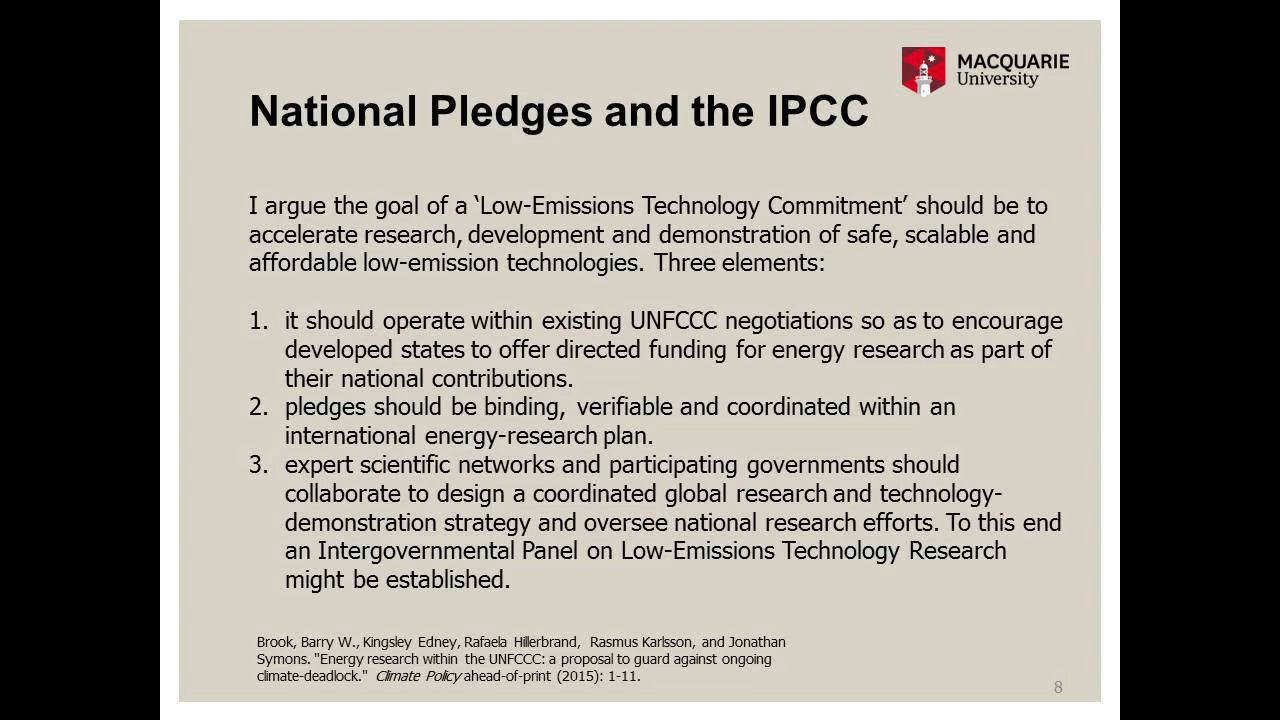 MACQUARIE
University
National Pledges and the IPCC
I argue the goal of a ‘Low-Emissions Technology Commitment’ should be to
accelerate research, development and demonstration of safe, scalable and
affordable low-emission technologies. Three elements:
1. it should operate within existing UNFCCC negotiations so as to encourage
developed states to offer directed funding for energy research as part of
their national contributions.
2. pledges should be binding, verifiable and coordinated within an
international energy-research plan.
3. expert scientific networks and participating governments should
collaborate to design a coordinated global research and technology-
demonstration strategy and oversee national research efforts. To this end
an Intergovernmental Panel on Low-Emissions Technology Research
might be established.
Brook, Barry W., Kingsley Edney, Rafaela Hillerbrand, Rasmus Karlsson, and Jonathan
Symons. "Energy research within the UNFCCC: a proposal to guard against ongoing
climate-deadlock." Climate Policy ahead-of-print (2015): 1-11.
8